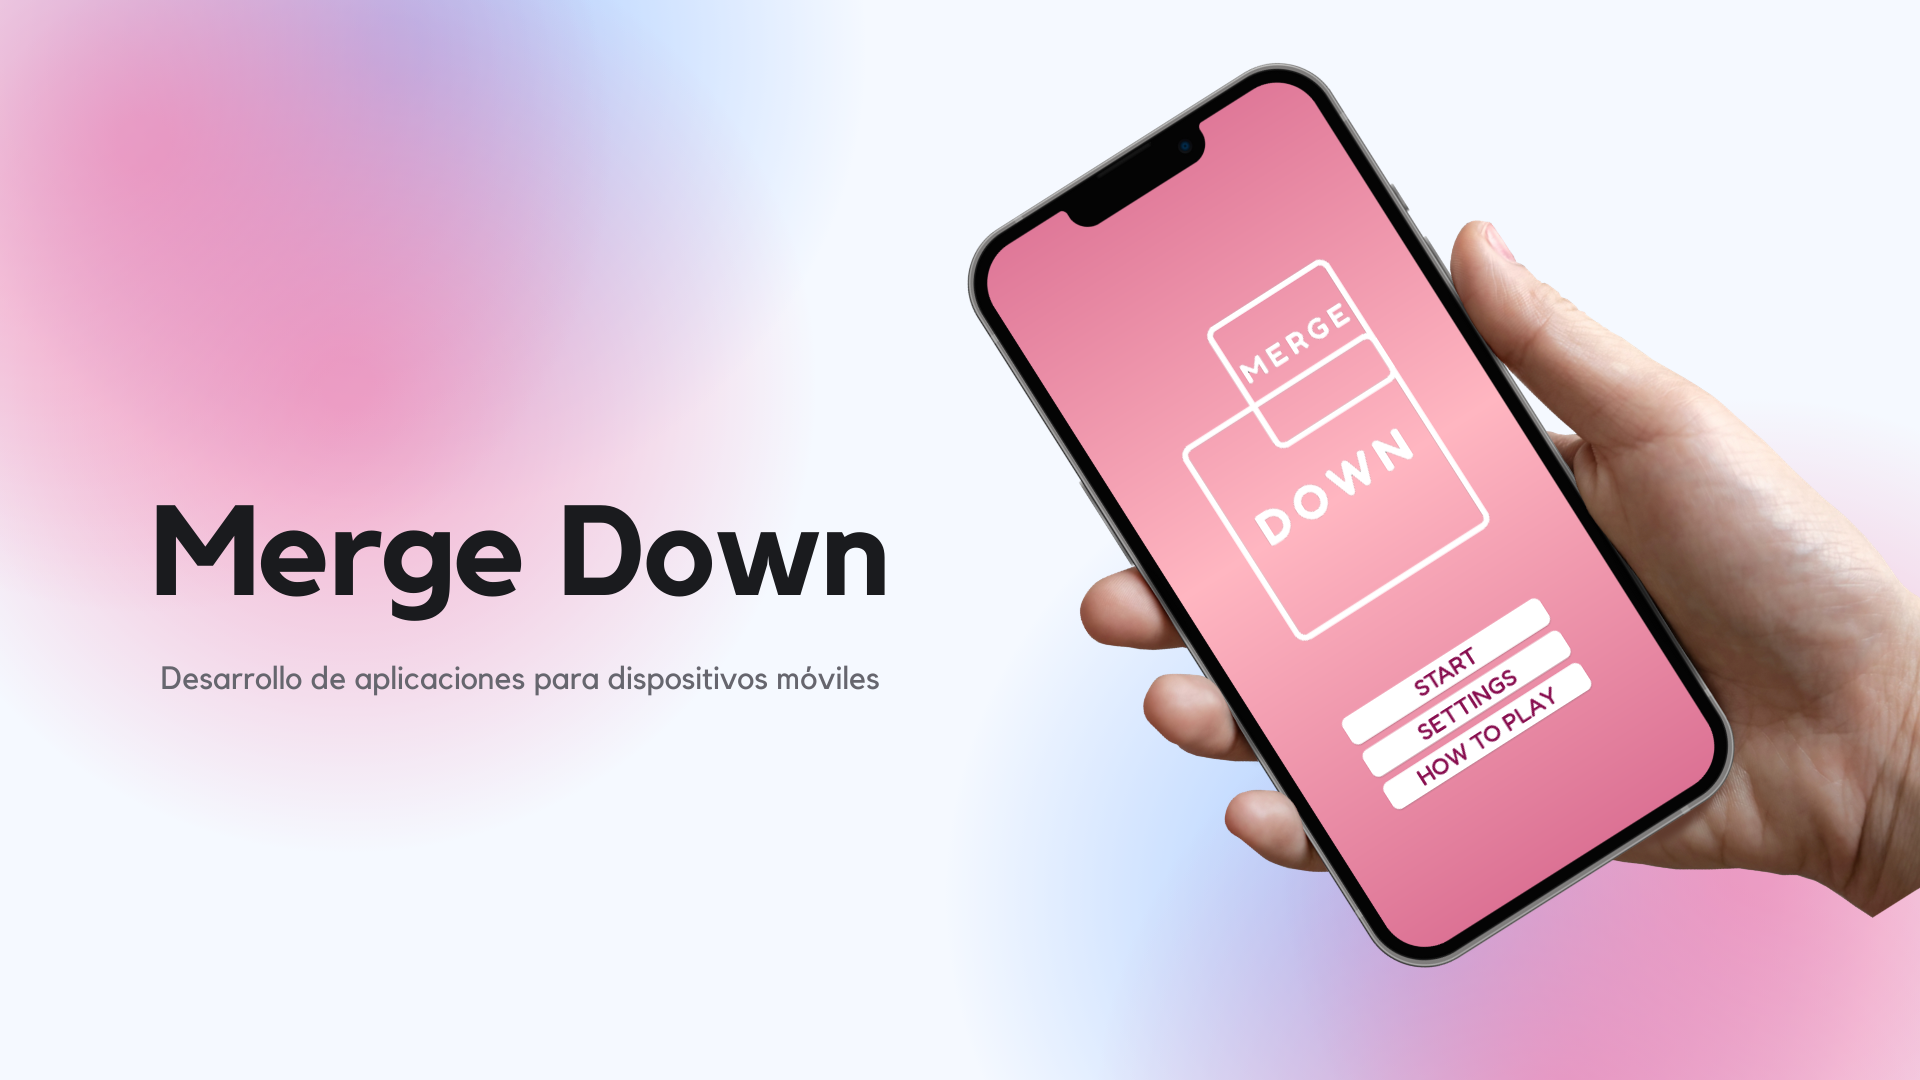 Merge Down
Desarrollo de aplicaciones para dispositivos móviles
MERGE
DOWN
START
SETTINGS
HOW TO PLAY